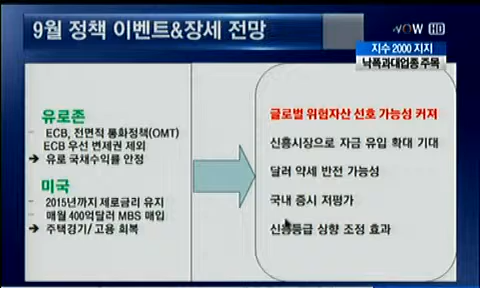 9월 정책 이벤트&장세 전망
WOW HD
지수 2000 지지
낙폭과대업종 주목
유로존
- ECB, 전면적 통화정책(OMT)
ECB 우선 변제권 제외
→ 유로 국채수익률 안정
미국
- 2015년까지 제로금리 유지
- 매월 400억달러 MBS 매입
→ 주택경기/ 고용 회복
글로벌 위험자산 선호 가능성 커져
신흥시장으로 자금 유입 확대 기대
달러 약세 반전 가능성
국내 증시 저평가
신용등급 상향 조정 효과